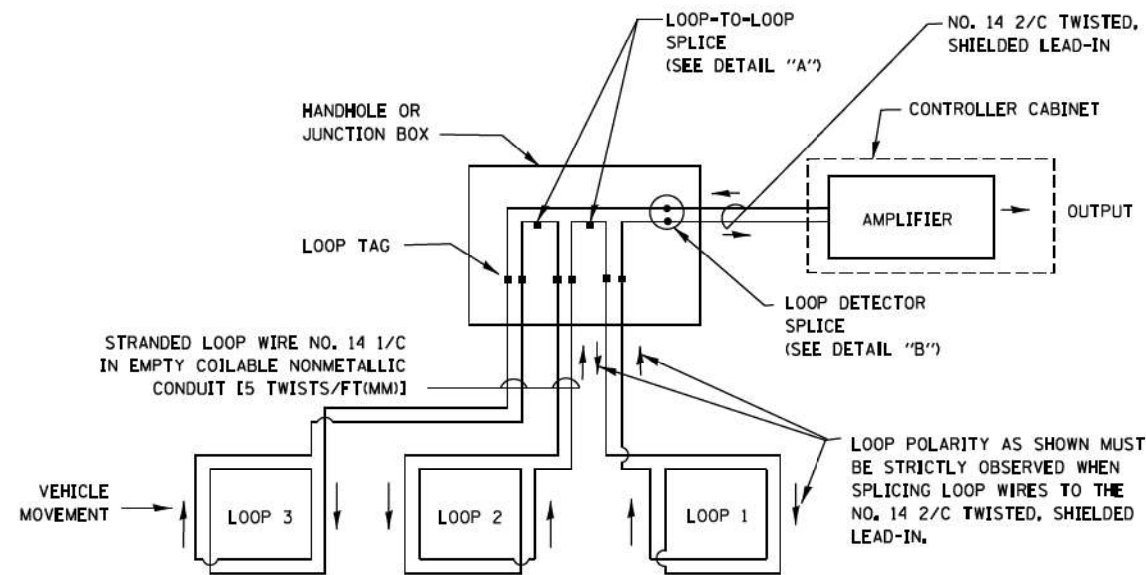 LOOP-TO-LOOP
SPLICE
(SEE DETAIL "A")
NO. 14 2/C TWISTED,
SHIELDED LEAD-IN
HANDHOLE OR
JUNCTION BOX
CONTROLLER CABINET
AMPLIFIER
OUTPUT
LOOP TAG
LOOP DETECTOR
SPLICE
(SEE DETAIL "B")
STRANDED LOOP WIRE NO. 14 1/C
IN EMPTY COILABLE NONMETALLIC
CONDUIT [5 TWISTS/FT(MM)]
LOOP POLARITY AS SHOWN MUST
BE STRICTLY OBSERVED WHEN
SPLICING LOOP WIRES TO THE
NO. 14 2/C TWISTED, SHIELDED
LEAD-IN.
VEHICLE
MOVEMENT
LOOP 3
LOOP 2
LOOP 1